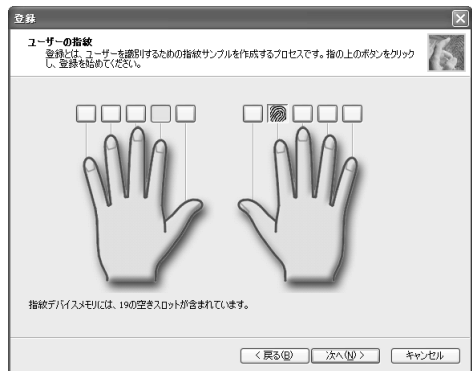 登録
ユーザーの指紋
登録とは、ユーザーを識別するための指紋サンプルを作成するプロセスです。指の上のボタンをクリック
し、登録を始めてください。
指紋デバイスメモリには、19の空きスロットが含まれています。
< 戻る(B) 次へ(N) > キャンセル